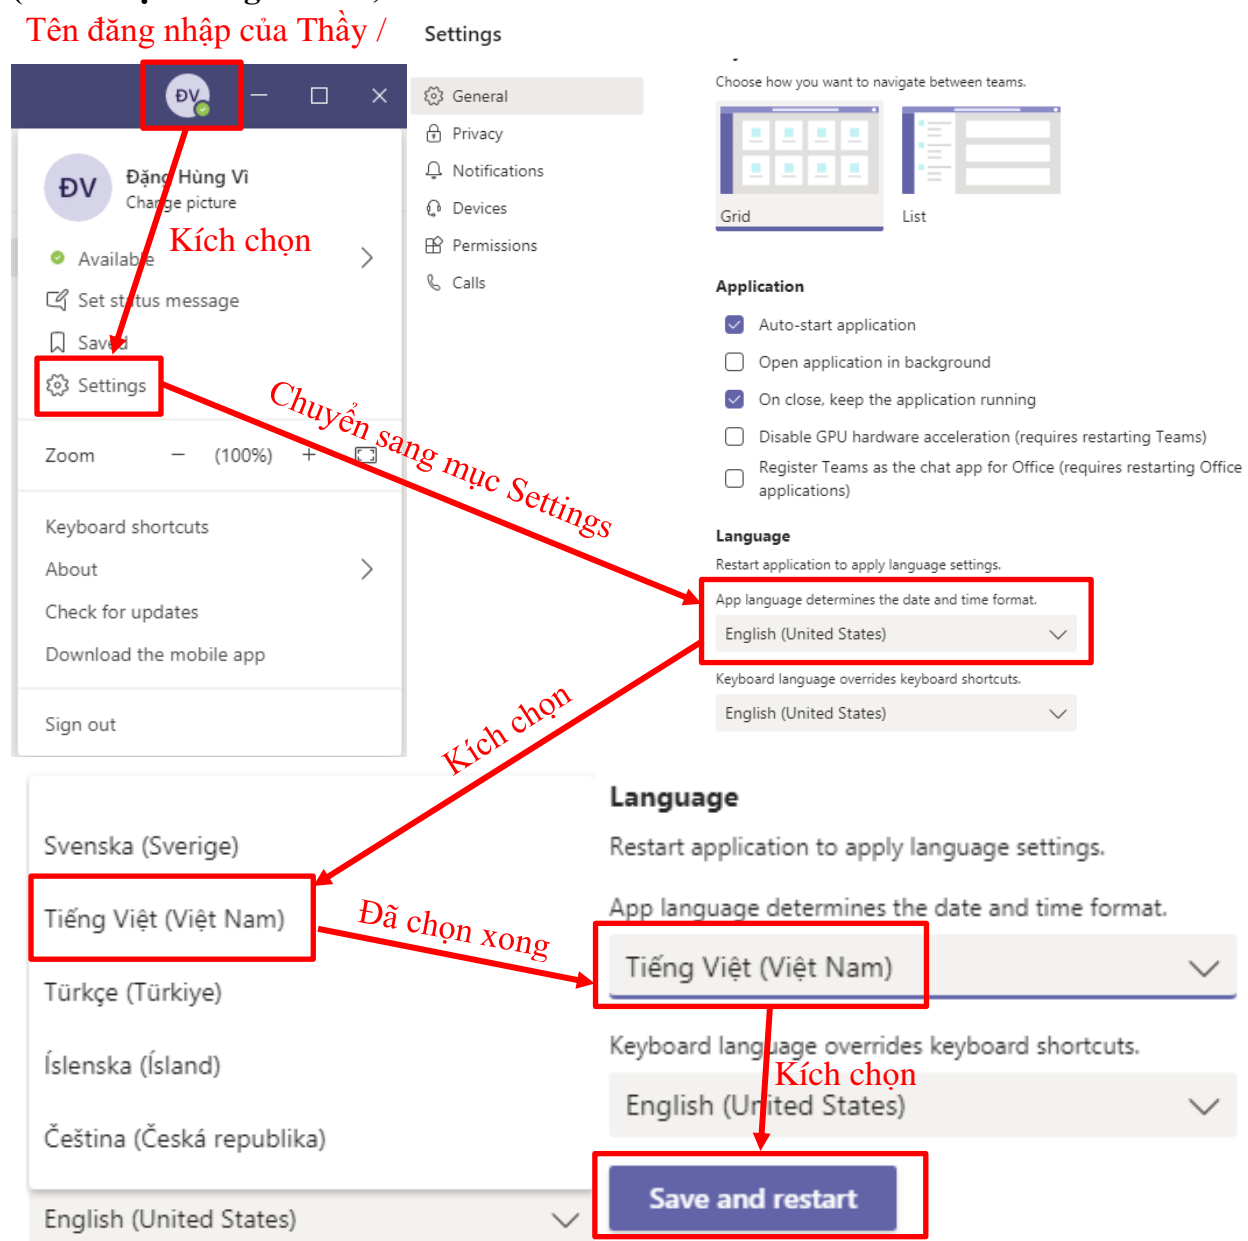 Tên đăng nhập của Thầy /
ĐV
ĐV
Đặng Hùng Vì
Change picture
Kích chọn
Available
Set status message
Saved
Settings
Zoom
(100%)
Keyboard shortcuts
About
Check for updates
Download the mobile app
Sign out
Chuyển sang mục Settings
Settings
General
Privacy
Notifications
Devices
Permissions
Calls
Choose how you want to navigate between teams.
Grid
List
Application
Auto-start application
Open application in background
On close, keep the application running
Disable GPU hardware acceleration (requires restarting Teams)
Register Teams as the chat app for Office (requires restarting Office
applications)
Language
Restart application to apply language settings.
App language determines the date and time format.
English (United States)
Keyboard language overrides keyboard shortcuts.
English (United States)
Kích chọn
Svenska (Sverige)
Tiếng Việt (Việt Nam)
Türkçe (Türkiye)
Íslenska (Ísland)
Čeština (Česká republika)
English (United States)
Đã chọn xong
Language
Restart application to apply language settings.
App language determines the date and time format.
Tiếng Việt (Việt Nam)
Keyboard language overrides keyboard shortcuts.
Kích chọn
English (United States)
Save and restart